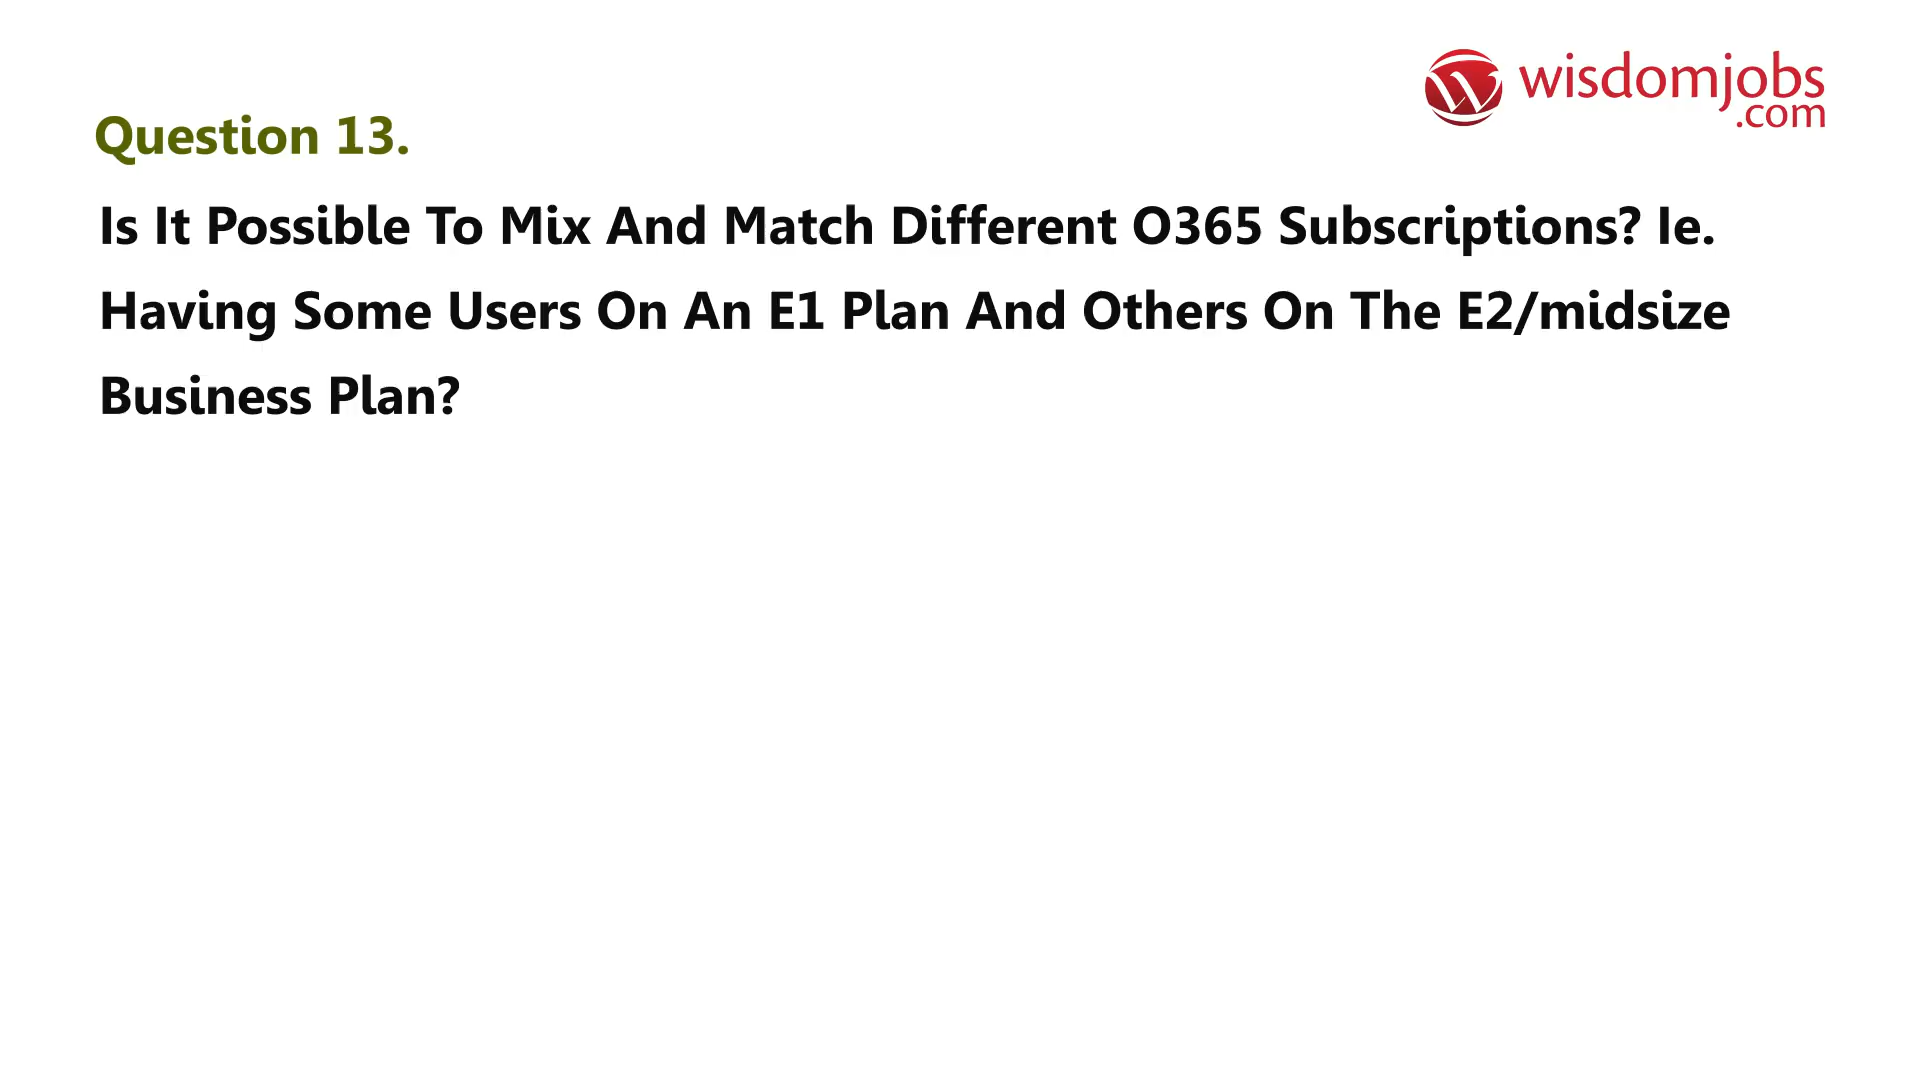 wisdomjobs
.com
Question 13.
Is It Possible To Mix And Match Different O365 Subscriptions? Ie.
Having Some Users On An E1 Plan And Others On The E2/midsize
Business Plan?